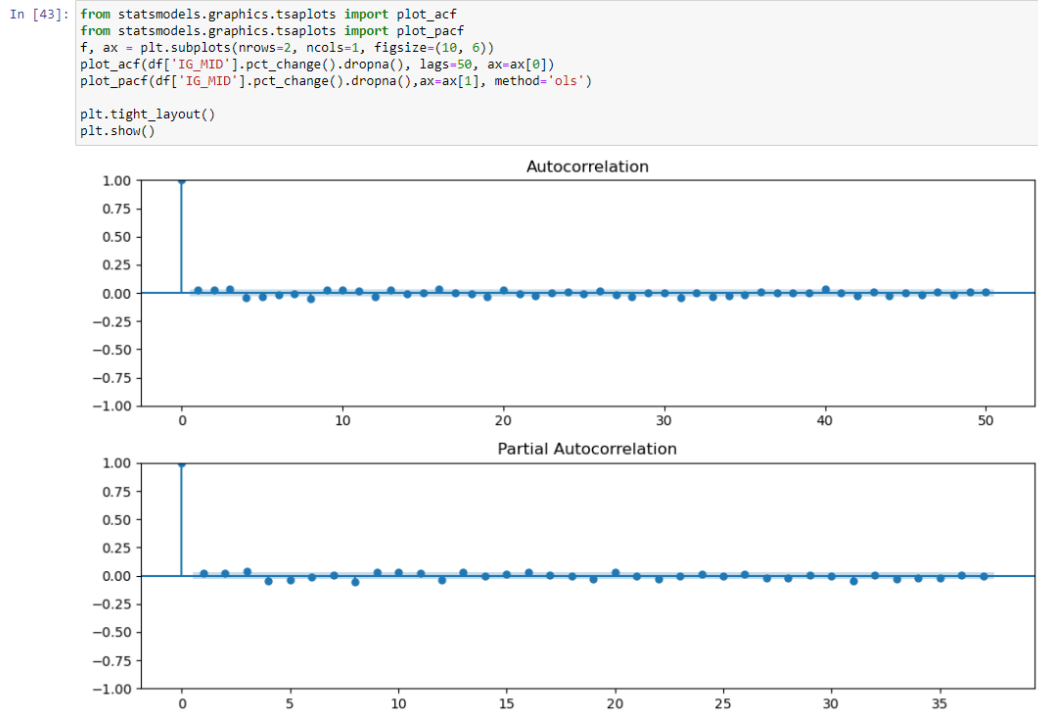 In [43]: from statsmodels.graphics.tsaplots import plot_acf
from statsmodels.graphics.tsaplots import plot_pacf
f, ax = plt.subplots(nrows=2, ncols=1, figsize=(10, 6))
plot_acf(df['IG_MID'].pct_change().dropna(), lags=50, ax=ax[0])
plot_pacf(df['IG_MID'].pct_change().dropna(),ax=ax[1], method='ols')
plt.tight_layout()
plt.show()
Autocorrelation
1.00
0.75
0.50
0.25
0.00
−0.25
−0.50
−0.75
−1.00
0 10 20 30 40 50
Partial Autocorrelation
1.00
0.75
0.50
0.25
0.00
−0.25
−0.50
−0.75
−1.00
0 5 10 15 20 25 30 35